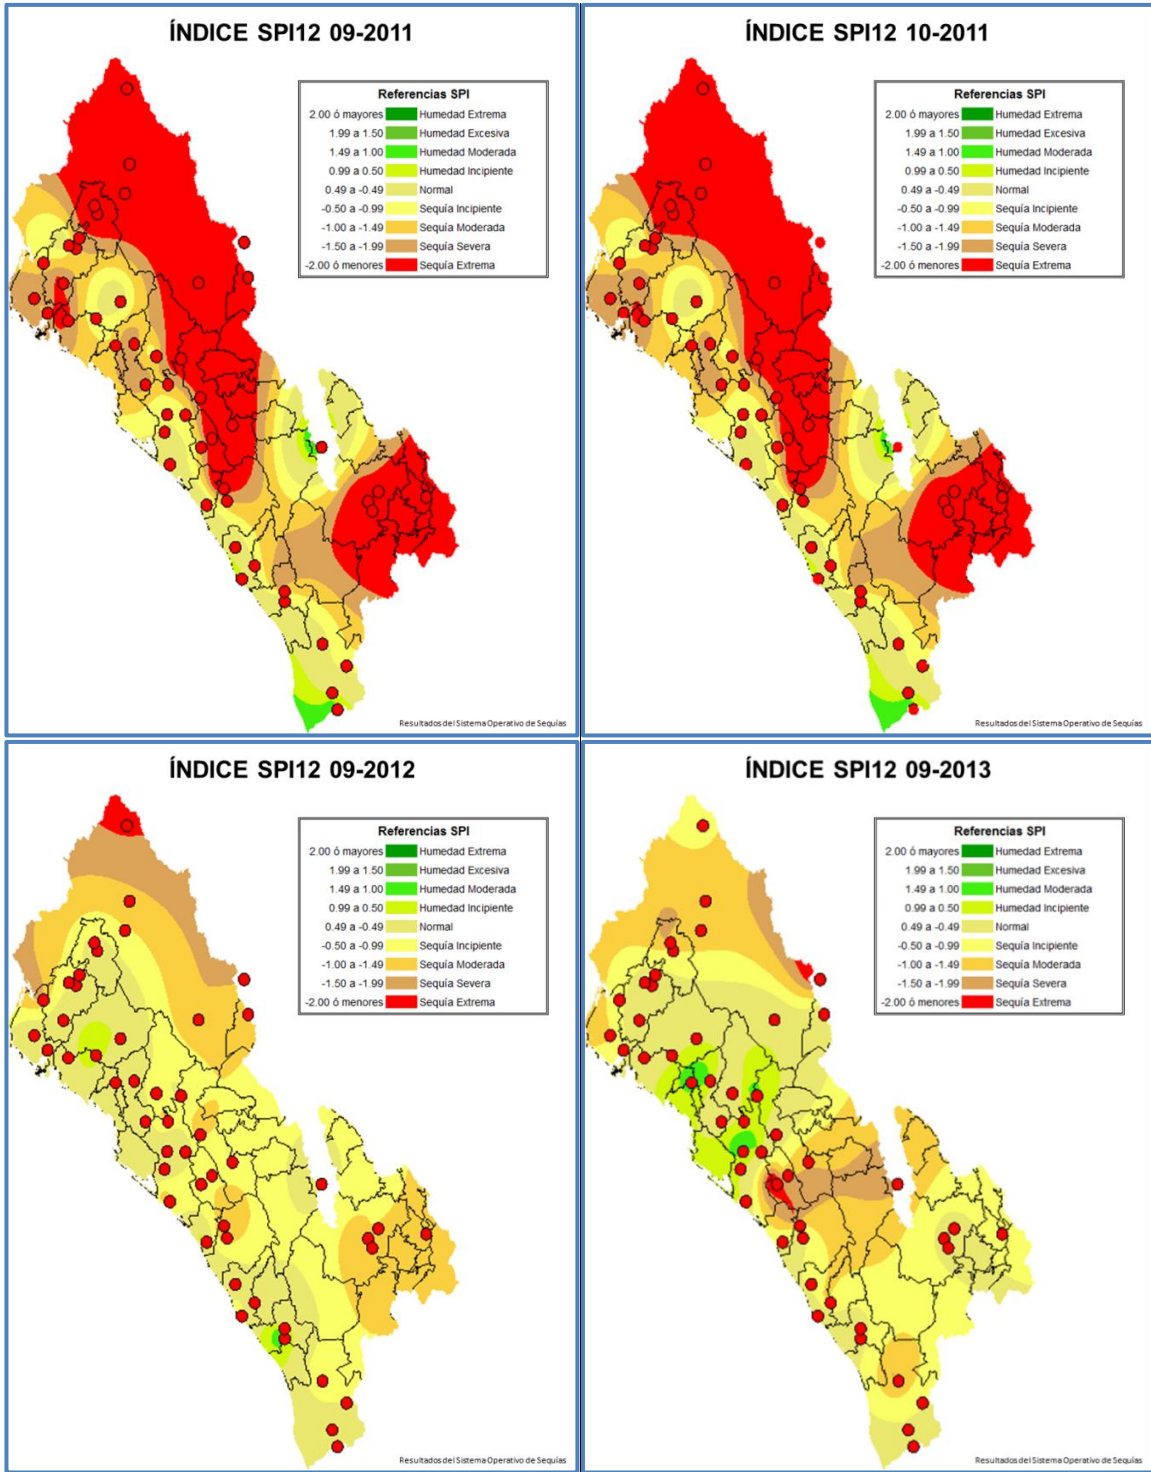 ÍNDICE SPI12 09-2011
Referencias SPI
2.00 ó mayores Humedad Extrema
1.99 a 1.50 Humedad Excesiva
1.49 a 1.00 Humedad Moderada
0.99 a 0.50 Humedad Incipiente
0.49 a -0.49 Normal
-0.50 a -0.99 Sequía Incipiente
-1.00 a -1.49 Sequía Moderada
-1.50 a -1.99 Sequía Severa
-2.00 ó menores Sequía Extrema
Resultados del Sistema Operativo de Sequías
ÍNDICE SPI12 10-2011
Referencias SPI
2.00 ó mayores Humedad Extrema
1.99 a 1.50 Humedad Excesiva
1.49 a 1.00 Humedad Moderada
0.99 a 0.50 Humedad Incipiente
0.49 a -0.49 Normal
-0.50 a -0.99 Sequía Incipiente
-1.00 a -1.49 Sequía Moderada
-1.50 a -1.99 Sequía Severa
-2.00 ó menores Sequía Extrema
Resultados del Sistema Operativo de Sequías
ÍNDICE SPI12 09-2012
Referencias SPI
2.00 ó mayores Humedad Extrema
1.99 a 1.50 Humedad Excesiva
1.49 a 1.00 Humedad Moderada
0.99 a 0.50 Humedad Incipiente
0.49 a -0.49 Normal
-0.50 a -0.99 Sequía Incipiente
-1.00 a -1.49 Sequía Moderada
-1.50 a -1.99 Sequía Severa
-2.00 ó menores Sequía Extrema
Resultados del Sistema Operativo de Sequías
ÍNDICE SPI12 09-2013
Referencias SPI
2.00 ó mayores Humedad Extrema
1.99 a 1.50 Humedad Excesiva
1.49 a 1.00 Humedad Moderada
0.99 a 0.50 Humedad Incipiente
0.49 a -0.49 Normal
-0.50 a -0.99 Sequía Incipiente
-1.00 a -1.49 Sequía Moderada
-1.50 a -1.99 Sequía Severa
-2.00 ó menores Sequía Extrema
Resultados del Sistema Operativo de Sequías